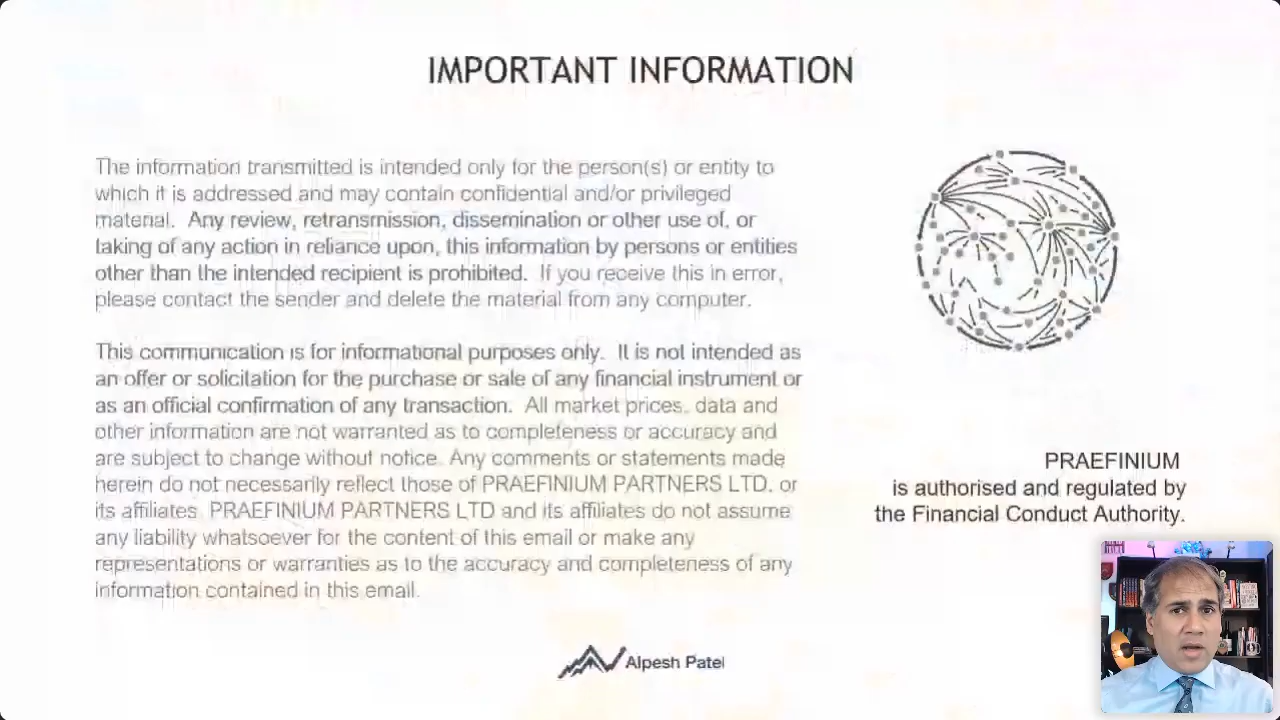 IMPORTANT INFORMATION
The information transmitted is intended only for the person(s) or entity to
which it is addressed and may contain confidential and/or privileged
material. Any review, retransmission, dissemination or other use of, or
taking of any action in reliance upon, this information by persons or entities
other than the intended recipient is prohibited. If you receive this in error,
please contact the sender and delete the material from any computer.
This communication is for informational purposes only. It is not intended as
an offer or solicitation for the purchase or sale of any financial instrument or
as an official confirmation of any transaction. All market prices, data and
other information are not warranted as to completeness or accuracy and
are subject to change without notice. Any comments or statements made
herein do not necessarily reflect those of PRAEFINIUM PARTNERS LTD, or
its affiliates. PRAEFINIUM PARTNERS LTD and its affiliates do not assume
any liability whatsoever for the content of this email or make any
representations or warranties as to the accuracy and completeness of any
information contained in this email.
PRAEFINIUM
is authorised and regulated by
the Financial Conduct Authority.
Alpesh Patel